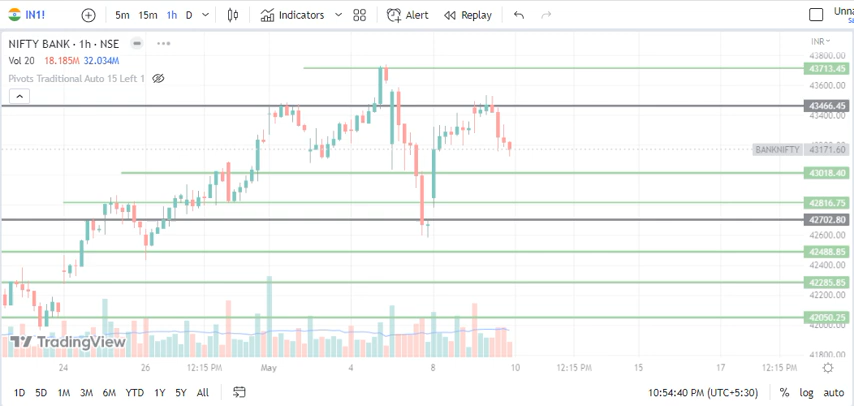 IN1! 5m 15m 1h D Indicators Alert Replay
NIFTY BANK · 1h · NSE
INR
Vol 20 18.185M 32.034M
Pivots Traditional Auto 15 Left 1
43800.00
43713.45
43466.45
43400.00
BANKNIFTY 43171.60
43018.40
42816.75
42702.80
42600.00
42488.85
42285.85
42200.00
42050.25
42000.00
41800.00
TradingView
24 26 12:15 PM May 4 8 10 12:15 PM 15 17 12:15 PM
1D 5D 1M 3M 6M YTD 1Y 5Y All 10:54:40 PM (UTC+5:30) % log auto